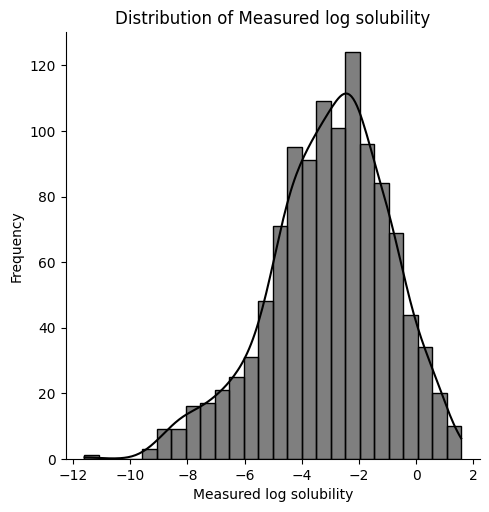 Distribution of Measured log solubility
120
100
80
60
40
20
0
Frequency
−12 −10 −8 −6 −4 −2 0 2
Measured log solubility